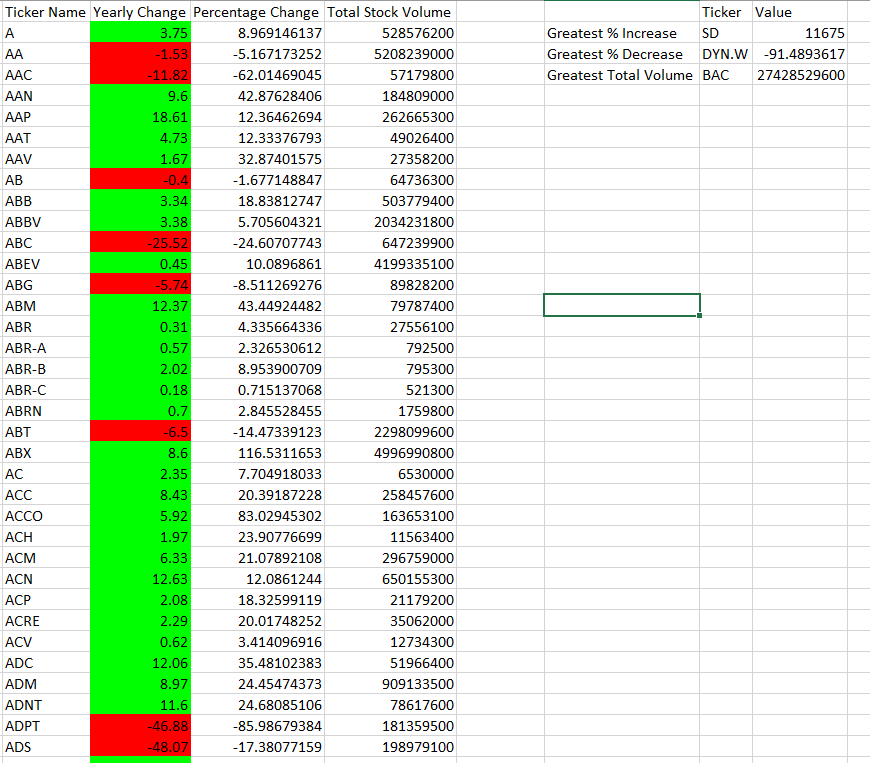 Ticker Name Yearly Change Percentage Change Total Stock Volume Ticker Value
A 3.75 8.969146137 528576200 Greatest % Increase SD 11675
AA -1.53 -5.167173252 5208239000 Greatest % Decrease DYN.W -91.4893617
AAC -11.82 -62.01469045 57179800 Greatest Total Volume BAC 27428529600
AAN 9.6 42.87628406 184809000
AAP 18.61 12.36462694 262665300
AAT 4.73 12.33376793 49026400
AAV 1.67 32.87401575 27358200
AB -0.4 -1.677148847 64736300
ABB 3.34 18.83812747 503779400
ABBV 3.38 5.705604321 2034231800
ABC -25.52 -24.60707743 647239900
ABEV 0.45 10.0896861 4199335100
ABG -5.74 -8.511269276 89828200
ABM 12.37 43.44924482 79787400
ABR 0.31 4.335664336 27556100
ABR-A 0.57 2.326530612 792500
ABR-B 2.02 8.953900709 795300
ABR-C 0.18 0.715137068 521300
ABRN 0.7 2.845528455 1759800
ABT -6.5 -14.47339123 2298099600
ABX 8.6 116.5311653 4996990800
AC 2.35 7.704918033 6530000
ACC 8.43 20.39187228 258457600
ACCO 5.92 83.02945302 163653100
ACH 1.97 23.90776699 11563400
ACM 6.33 21.07892108 296759000
ACN 12.63 12.0861244 650155300
ACP 2.08 18.32599119 21179200
ACRE 2.29 20.01748252 35062000
ACV 0.62 3.414096916 12734300
ADC 12.06 35.48102383 51966400
ADM 8.97 24.45474373 909133500
ADNT 11.6 24.68085106 78617600
ADPT -46.88 -85.98679384 181359500
ADS -48.07 -17.38077159 198979100